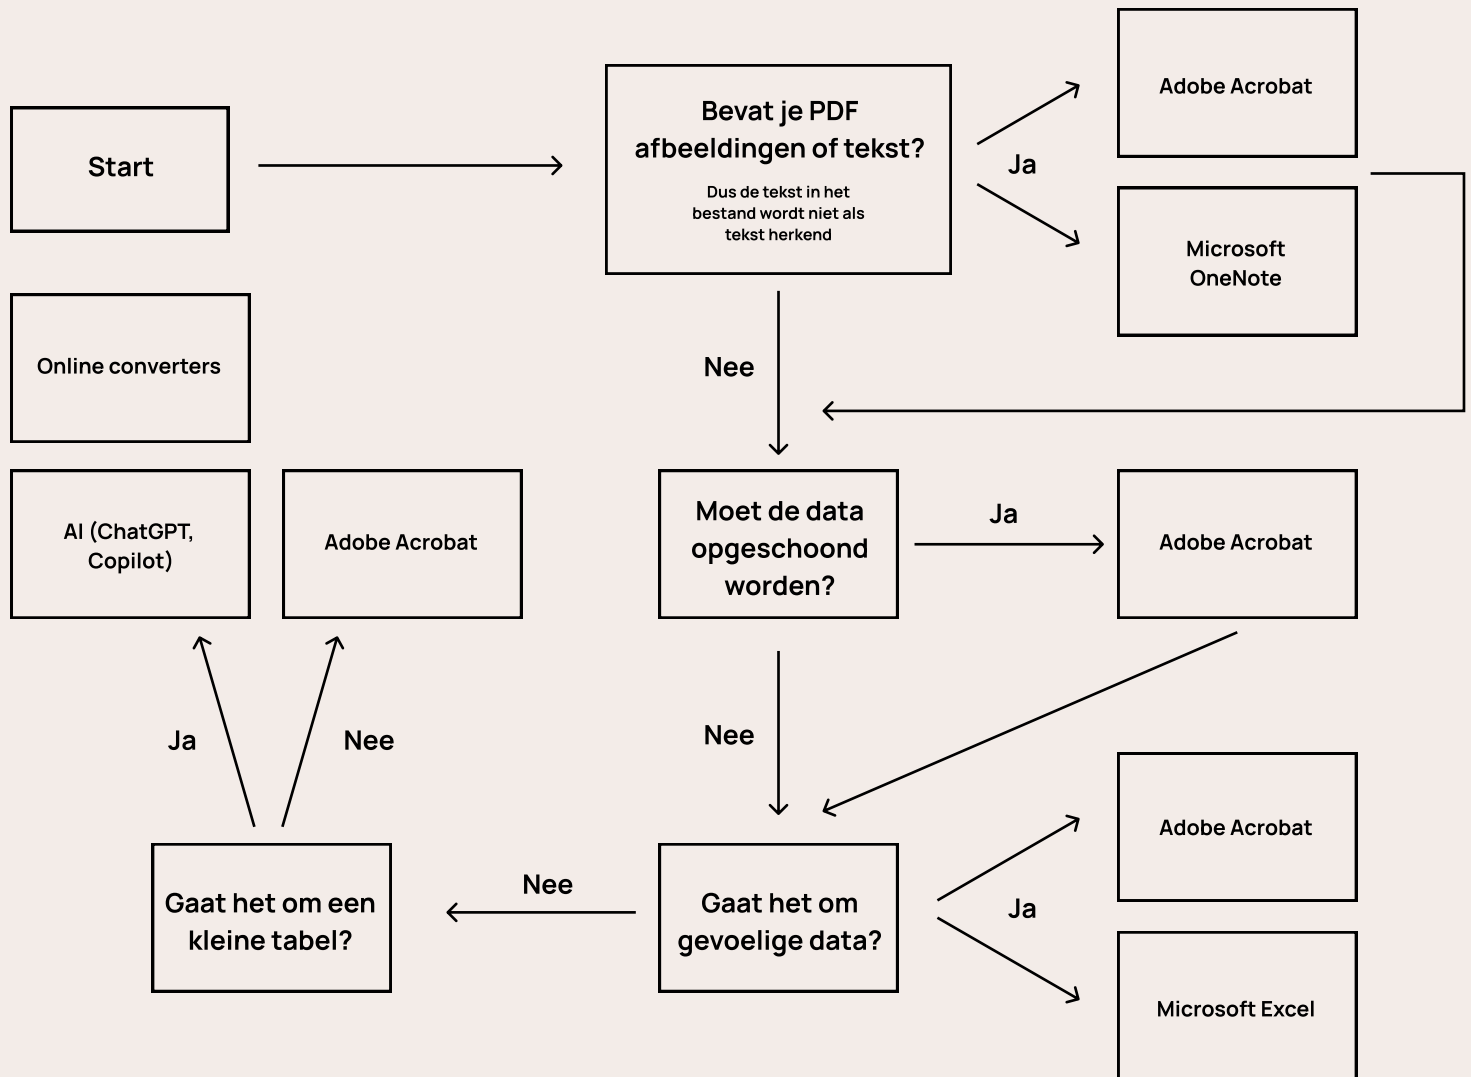 Start
Bevat je PDF
afbeeldingen of tekst?
Dus de tekst in het
bestand wordt niet als
tekst herkend
Ja
Adobe Acrobat
Microsoft
OneNote
Nee
Online converters
AI (ChatGPT,
Copilot)
Adobe Acrobat
Moet de data
opgeschoond
worden?
Ja
Adobe Acrobat
Ja
Nee
Nee
Gaat het om een
kleine tabel?
Nee
Gaat het om
gevoelige data?
Ja
Adobe Acrobat
Microsoft Excel